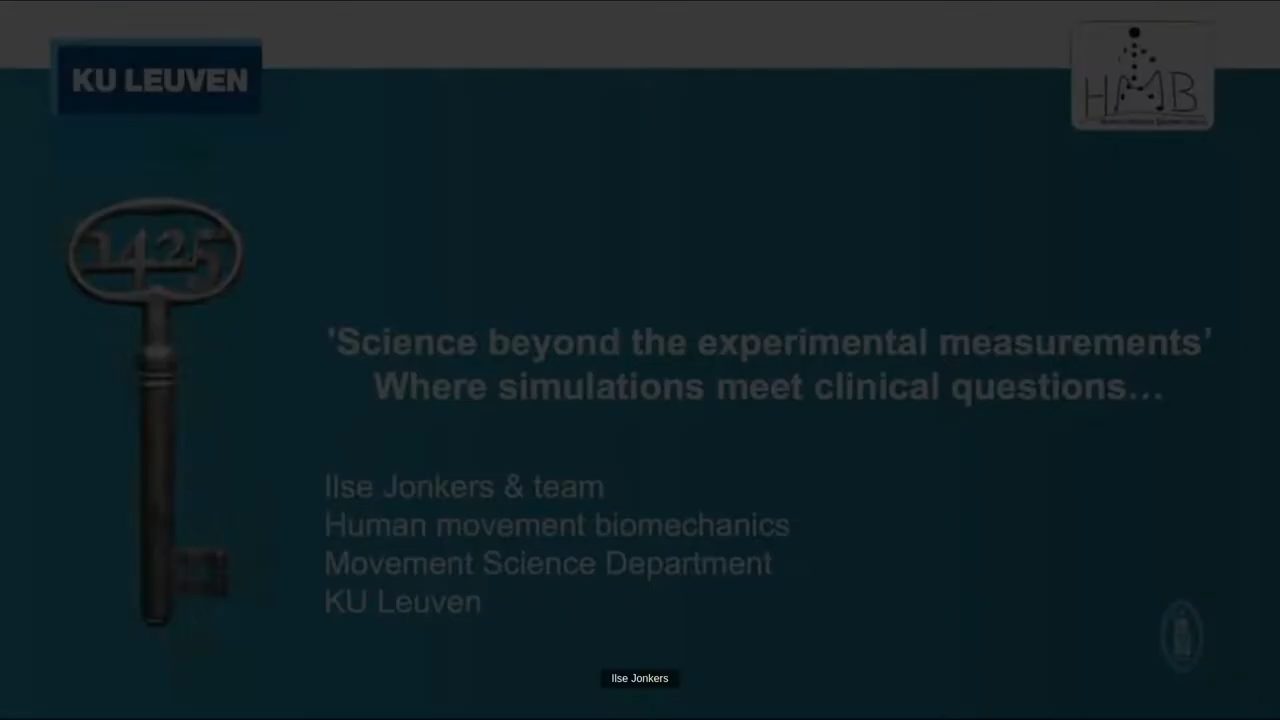 KU LEUVEN
HMB
1425
'Science beyond the experimental measurements'
Where simulations meet clinical questions...
Ilse Jonkers & team
Human movement biomechanics
Movement Science Department
KU Leuven
Ilse Jonkers